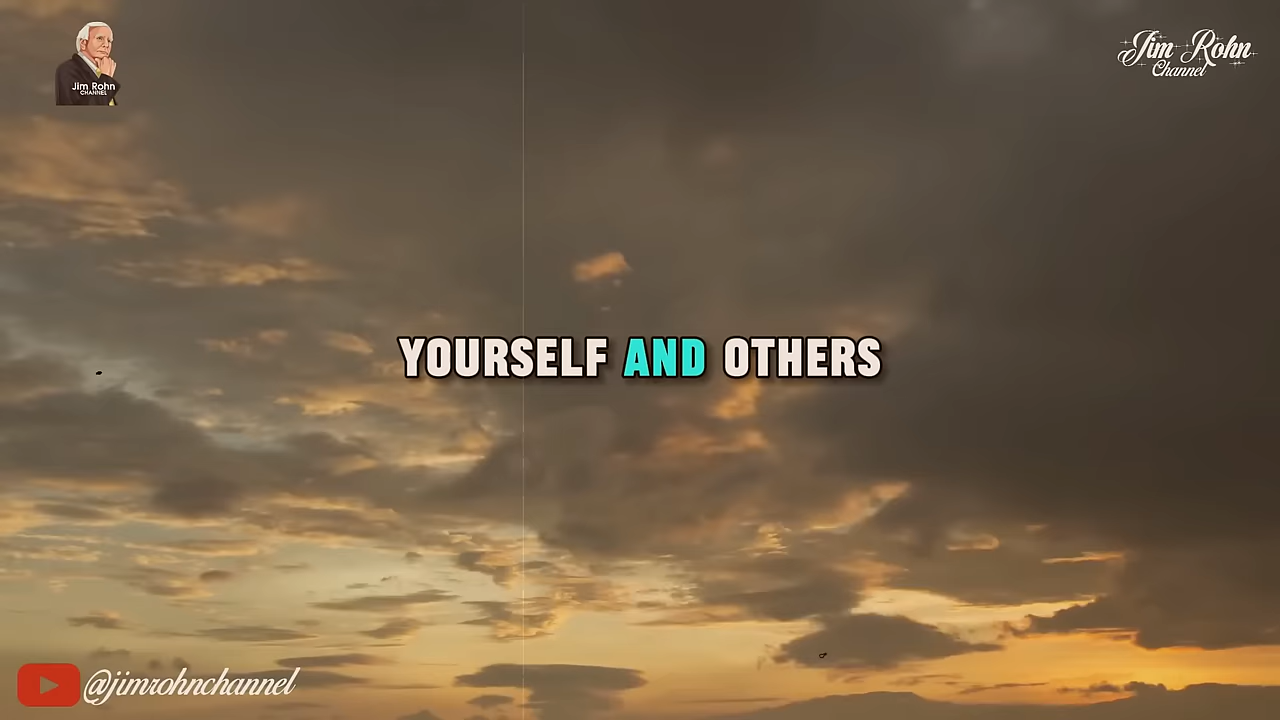 Jim Rohn
CHANNEL
Jim Rohn
Channel
YOURSELF AND OTHERS
@jimrohnchannel